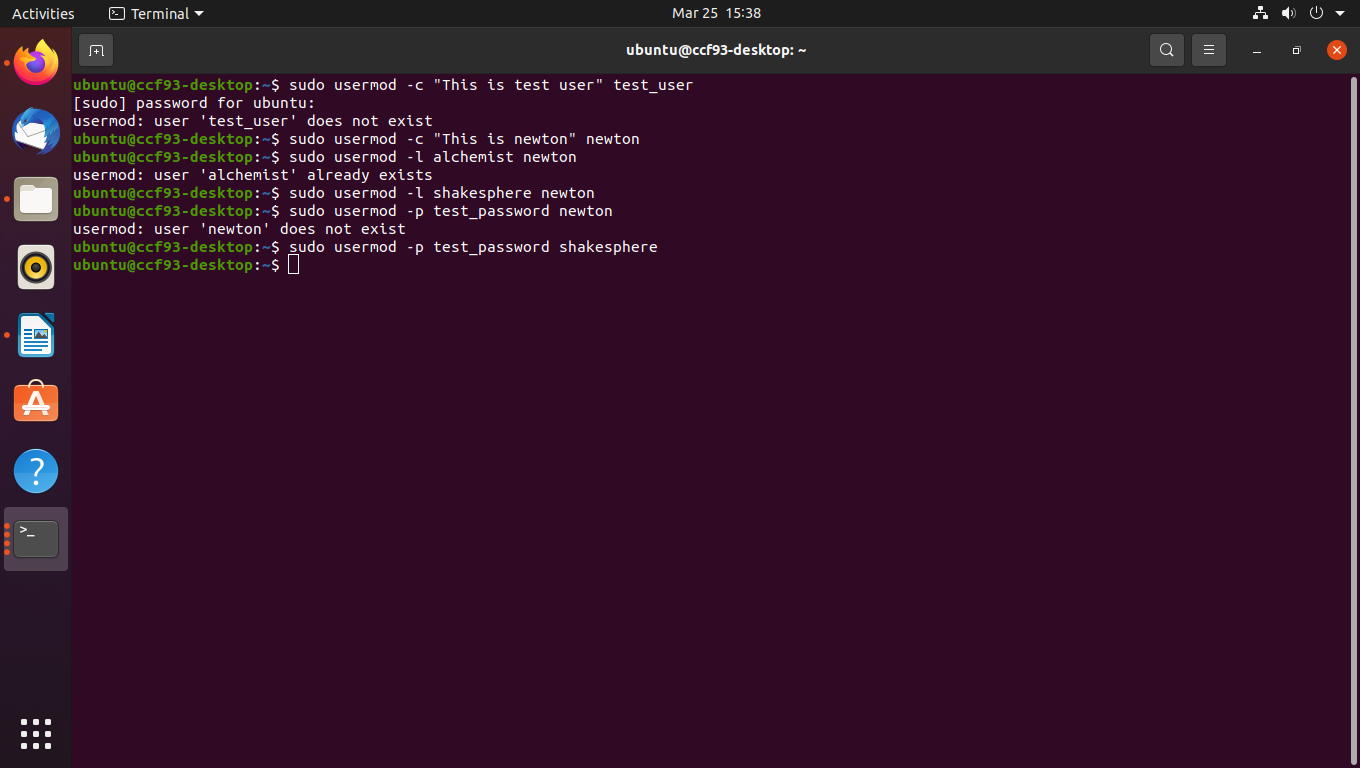 Activities Terminal Mar 25 15:38
ubuntu@ccf93-desktop: ~
ubuntu@ccf93-desktop:~$ sudo usermod -c "This is test user" test_user
[sudo] password for ubuntu:
usermod: user 'test_user' does not exist
ubuntu@ccf93-desktop:~$ sudo usermod -c "This is newton" newton
ubuntu@ccf93-desktop:~$ sudo usermod -l alchemist newton
usermod: user 'alchemist' already exists
ubuntu@ccf93-desktop:~$ sudo usermod -l shakesphere newton
ubuntu@ccf93-desktop:~$ sudo usermod -p test_password newton
usermod: user 'newton' does not exist
ubuntu@ccf93-desktop:~$ sudo usermod -p test_password shakesphere
ubuntu@ccf93-desktop:~$